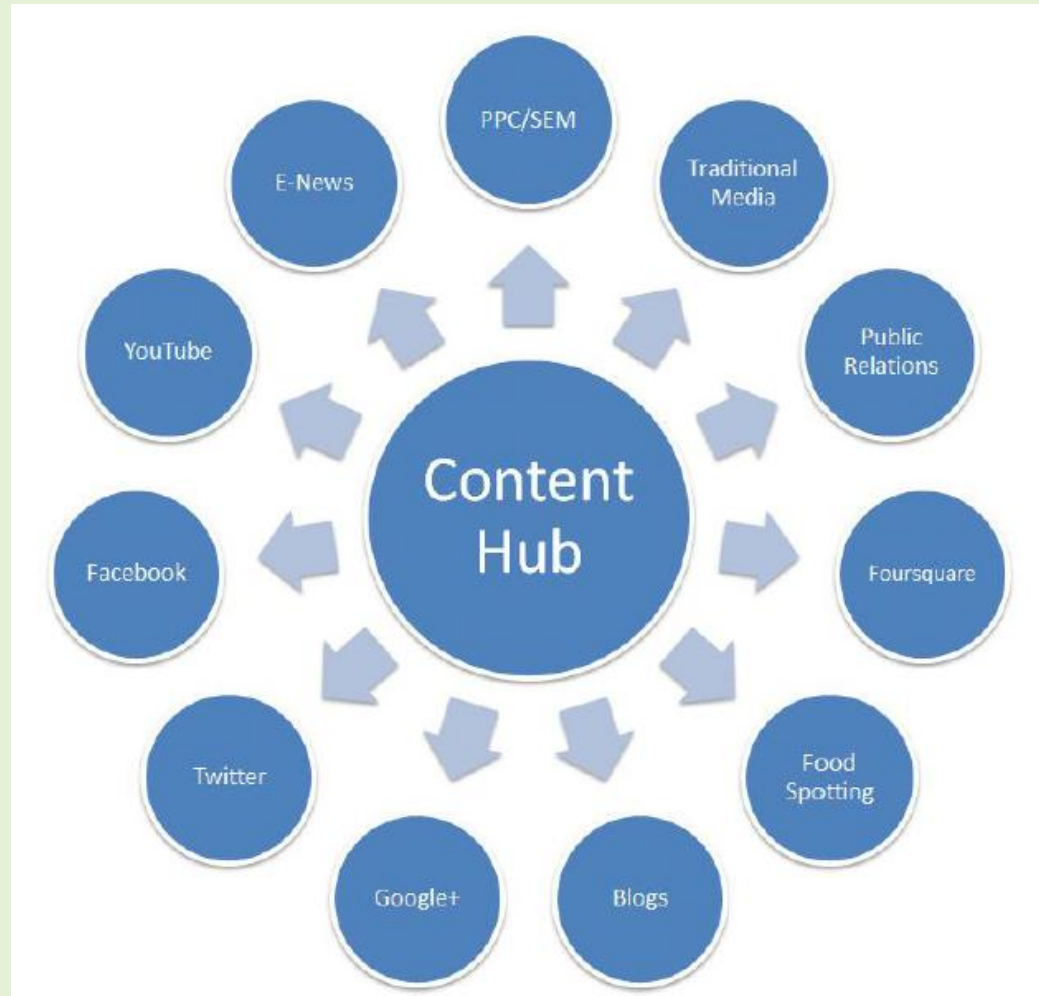 PPC/SEM
Traditional
Media
Public
Relations
Foursquare
Food
Spotting
Blogs
Google+
Twitter
Facebook
YouTube
E-News
Content
Hub